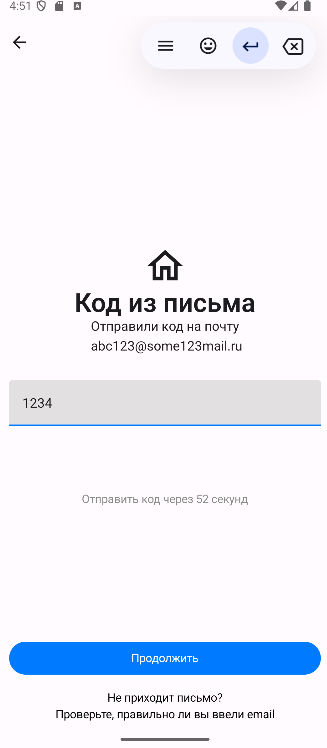 4:51
Код из письма
Отправили код на почту
abc123@some123mail.ru
1234
Отправить код через 52 секунд
Продолжить
Не приходит письмо?
Проверьте, правильно ли вы ввели email